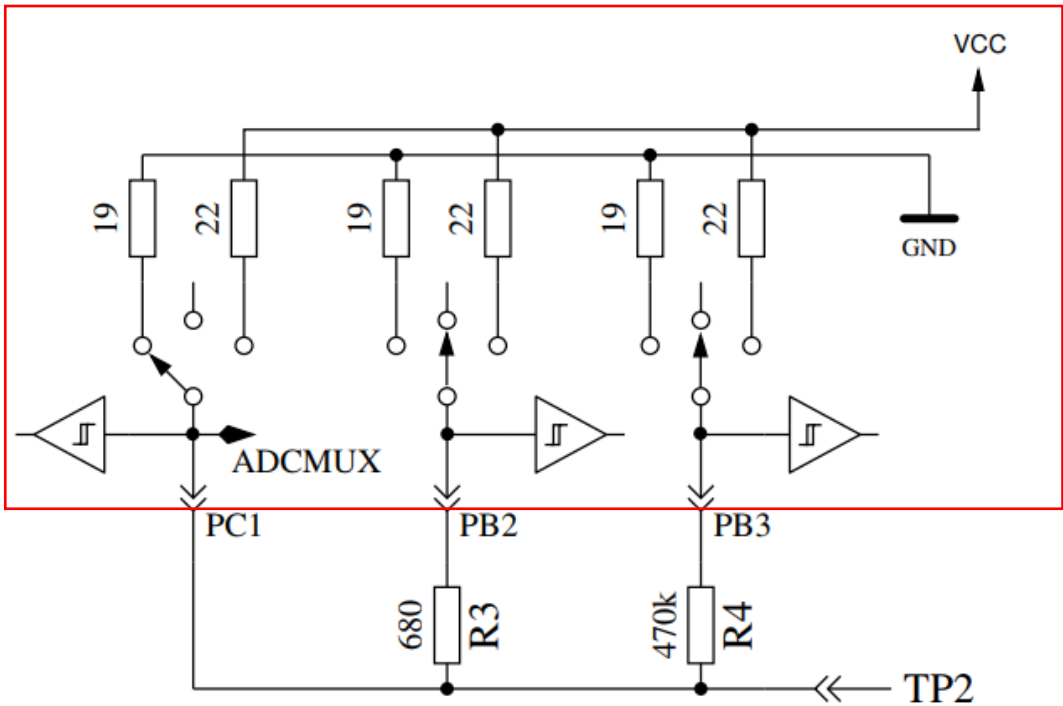 VCC
19
22
19
22
19
22
GND
ADCMUX
PC1
PB2
PB3
680
R3
470k
R4
TP2